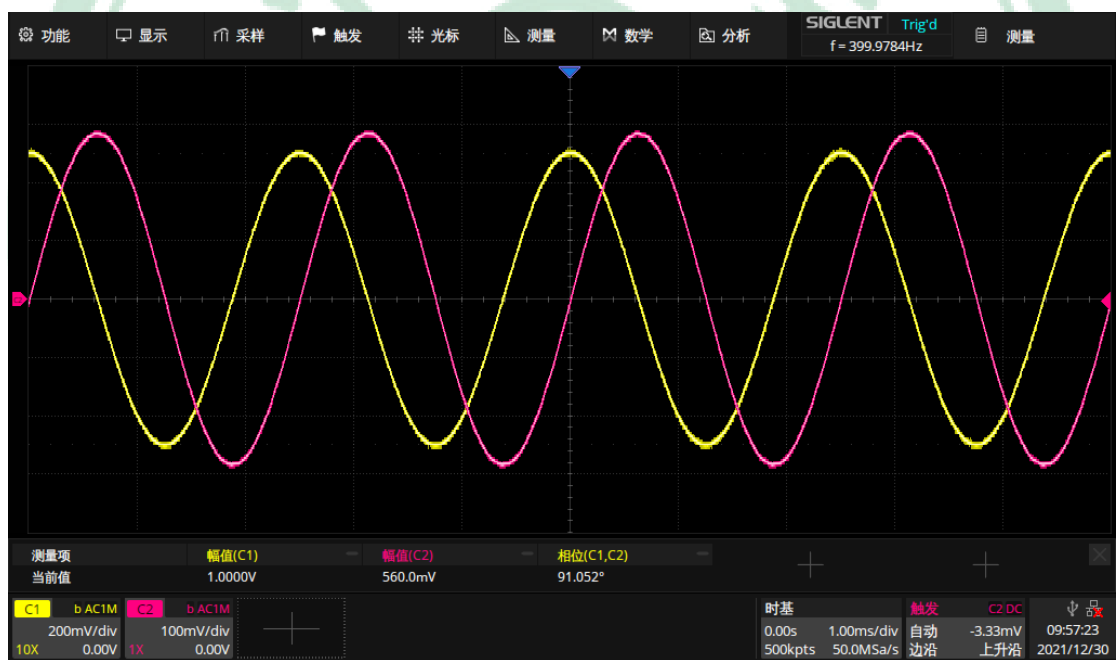 功能 显示 采样 触发 光标 测量 数学 分析 SIGLENT Trig'd 测量
f = 399.9784Hz
C2
测量项 幅值(C1) 幅值(C2) 相位(C1,C2)
当前值 1.0000V 560.0mV 91.052°
C1 b AC1M C2 b AC1M 时基 触发 C2 DC
200mV/div 100mV/div 0.00s 1.00ms/div 自动 -3.33mV 09:57:23
10X 0.00V 1X 0.00V 500kpts 50.0MSa/s 边沿 上升沿 2021/12/30